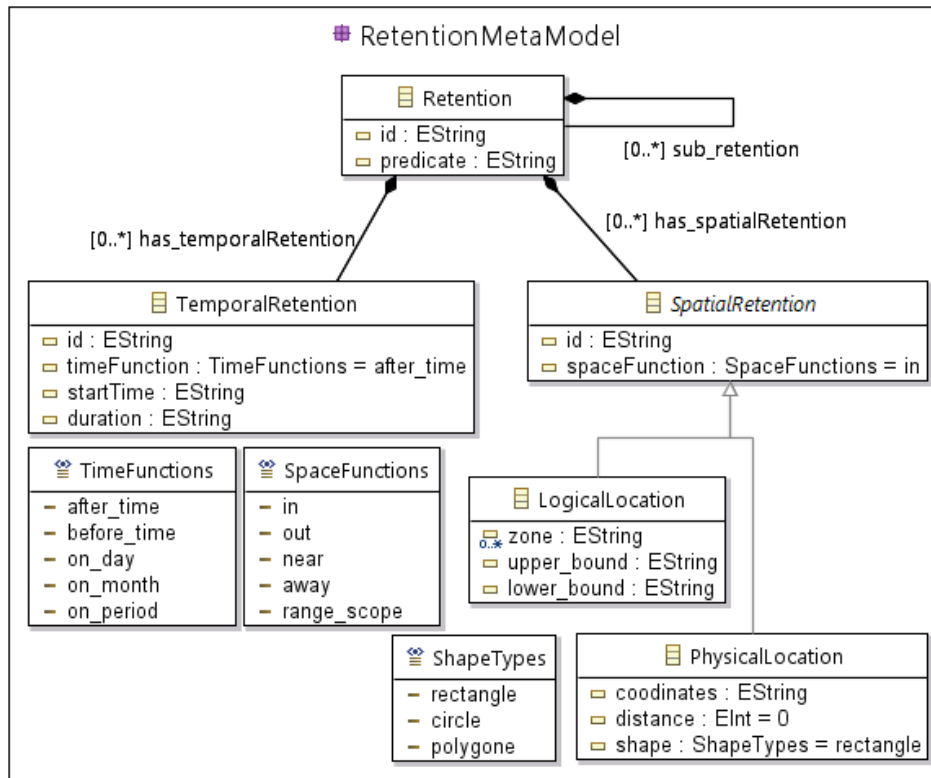 RetentionMetaModel
Retention
id : EString
predicate : EString
[0..*] sub_retention
[0..*] has_temporalRetention
[0..*] has_spatialRetention
TemporalRetention
id : EString
timeFunction : TimeFunctions = after_time
startTime : EString
duration : EString
SpatialRetention
id : EString
spaceFunction : SpaceFunctions = in
TimeFunctions
after_time
before_time
on_day
on_month
on_period
SpaceFunctions
in
out
near
away
range_scope
LogicalLocation
0..* zone : EString
upper_bound : EString
lower_bound : EString
ShapeTypes
rectangle
circle
polygone
PhysicalLocation
coodinates : EString
distance : EInt = 0
shape : ShapeTypes = rectangle